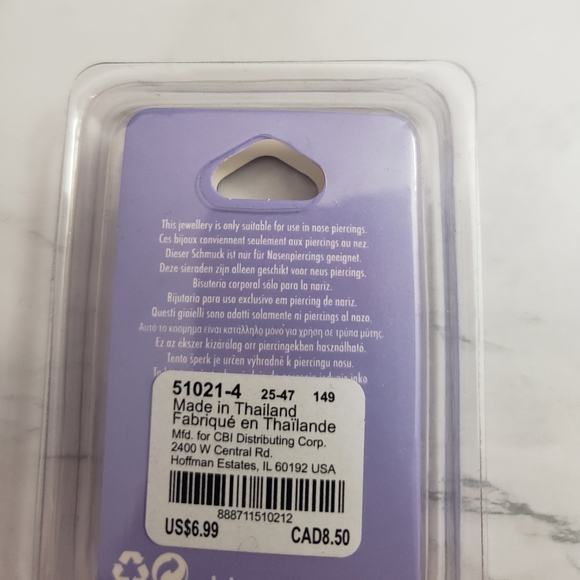 This jewellery is only suitable for use in nose piercings.
Ces bijoux conviennent seulement aux piercings au nez.
Dieser Schmuck ist nur für Nasenpiercings geeignet.
Deze sieraden zijn alleen geschikt voor neus piercings.
Bisuteria corporal sólo para la nariz.
Bijutaria para uso exclusivo em piercing de nariz.
Questi gioielli sono adatti solamente ai piercing al nazo.
Αυτό το κοσμημα είναι κατάλληλο μόνο για χρήση σε τρύπα μύτης.
Ez az ékszer kizárólag orr piercingekben használható.
Tento šperk je určen výhradně k piercingu nosu.
51021-4 25-47 149
Made in Thailand
Fabriqué en Thaïlande
Mfd. for CBI Distributing Corp.
2400 W Central Rd.
Hoffman Estates, IL 60192 USA
888711510212
US$6.99 CAD8.50